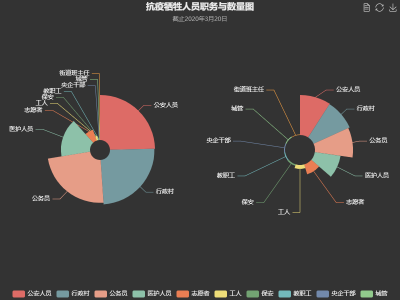 抗疫牺牲人员职务与数量图
截止2020年3月20日
街道班主任
城管
央企干部
教职工
保安
工人
志愿者
医护人员
公务员
公安人员
行政村
街道班主任
城管
央企干部
教职工
保安
工人
公安人员
行政村
公务员
医护人员
志愿者
公安人员 行政村 公务员 医护人员 志愿者 工人 保安 教职工 央企干部 城管